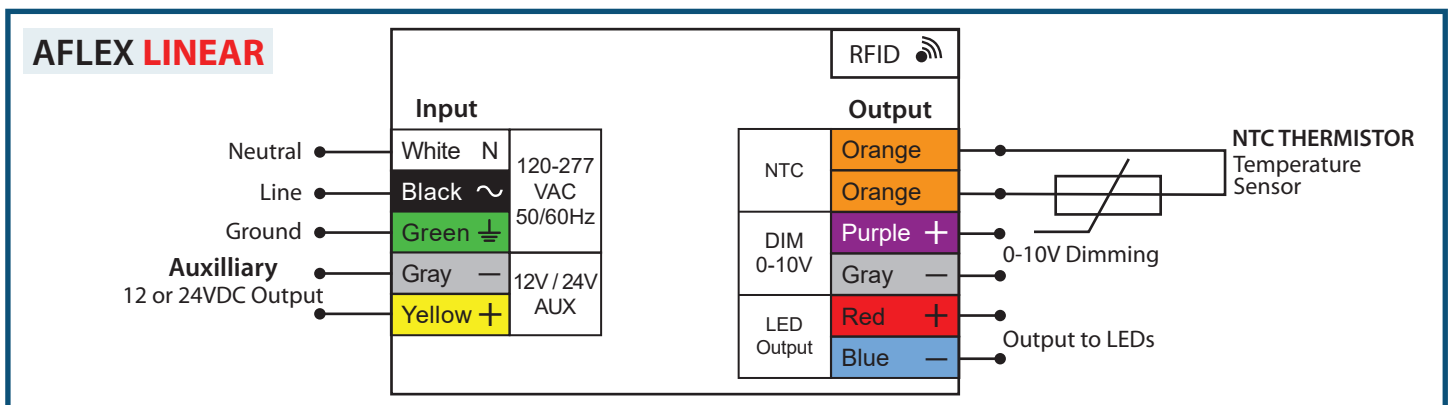 AFLEX LINEAR
RFID
Input
Output
Neutral
White N
120-277
VAC
50/60Hz
Line
Black
Ground
Green
Auxilliary
12 or 24VDC Output
Gray −
Yellow +
12V / 24V
AUX
NTC
Orange
Orange
NTC THERMISTOR
Temperature
Sensor
DIM
0-10V
Purple +
Gray −
0-10V Dimming
LED
Output
Red +
Blue −
Output to LEDs